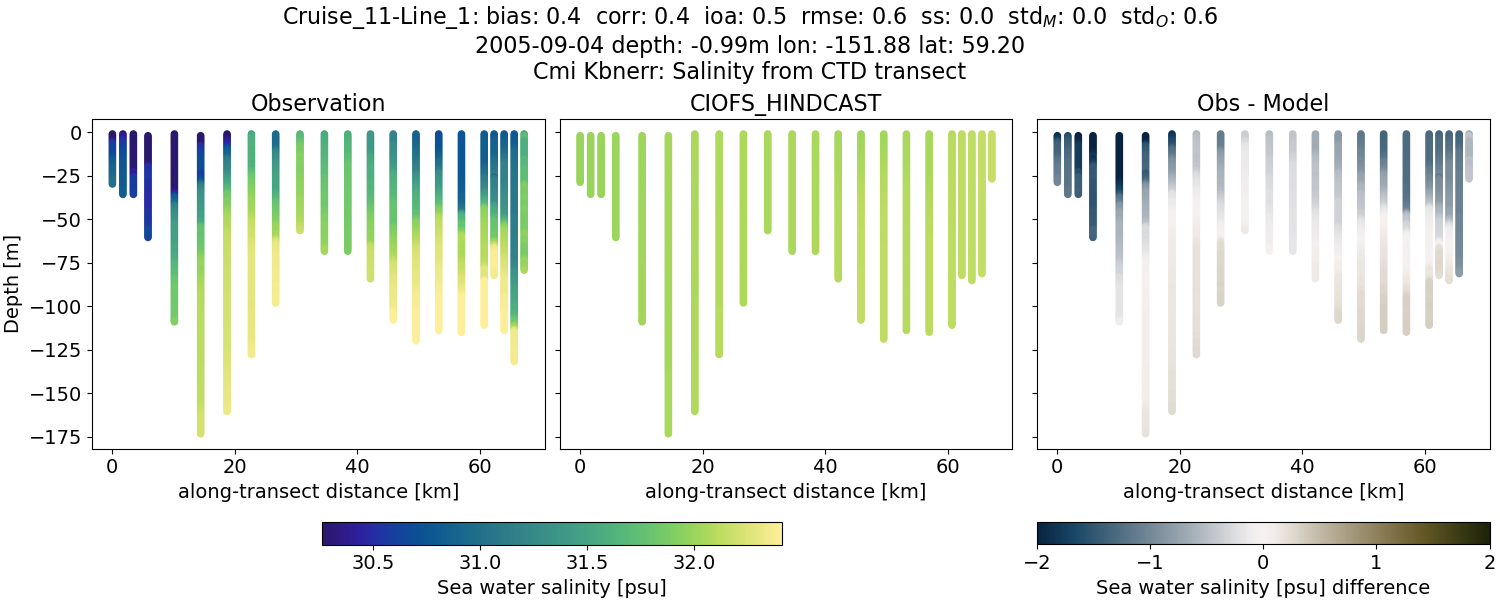 Cruise_11-Line_1: bias: 0.4 corr: 0.4 ioa: 0.5 rmse: 0.6 ss: 0.0 std_M: 0.0 std_O: 0.6
2005-09-04 depth: -0.99m lon: -151.88 lat: 59.20
Cmi Kbnerr: Salinity from CTD transect
Observation
CIOFS_HINDCAST
Obs - Model
Depth [m]
0
−25
−50
−75
−100
−125
−150
−175
0 20 40 60
0 20 40 60
0 20 40 60
along-transect distance [km]
along-transect distance [km]
along-transect distance [km]
30.5 31.0 31.5 32.0
Sea water salinity [psu]
−2 −1 0 1 2
Sea water salinity [psu] difference